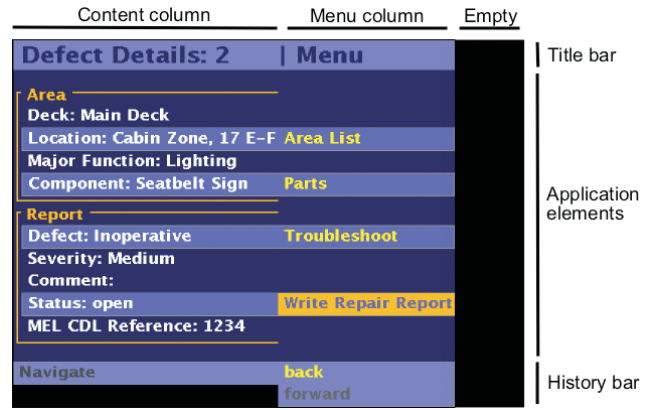 Content column Menu column Empty
Defect Details: 2 | Menu Title bar
Area
Deck: Main Deck
Location: Cabin Zone, 17 E-F Area List
Major Function: Lighting
Component: Seatbelt Sign Parts
Application
elements
Report
Defect: Inoperative Troubleshoot
Severity: Medium
Comment:
Status: open Write Repair Report
MEL CDL Reference: 1234
Navigate back
forward
History bar